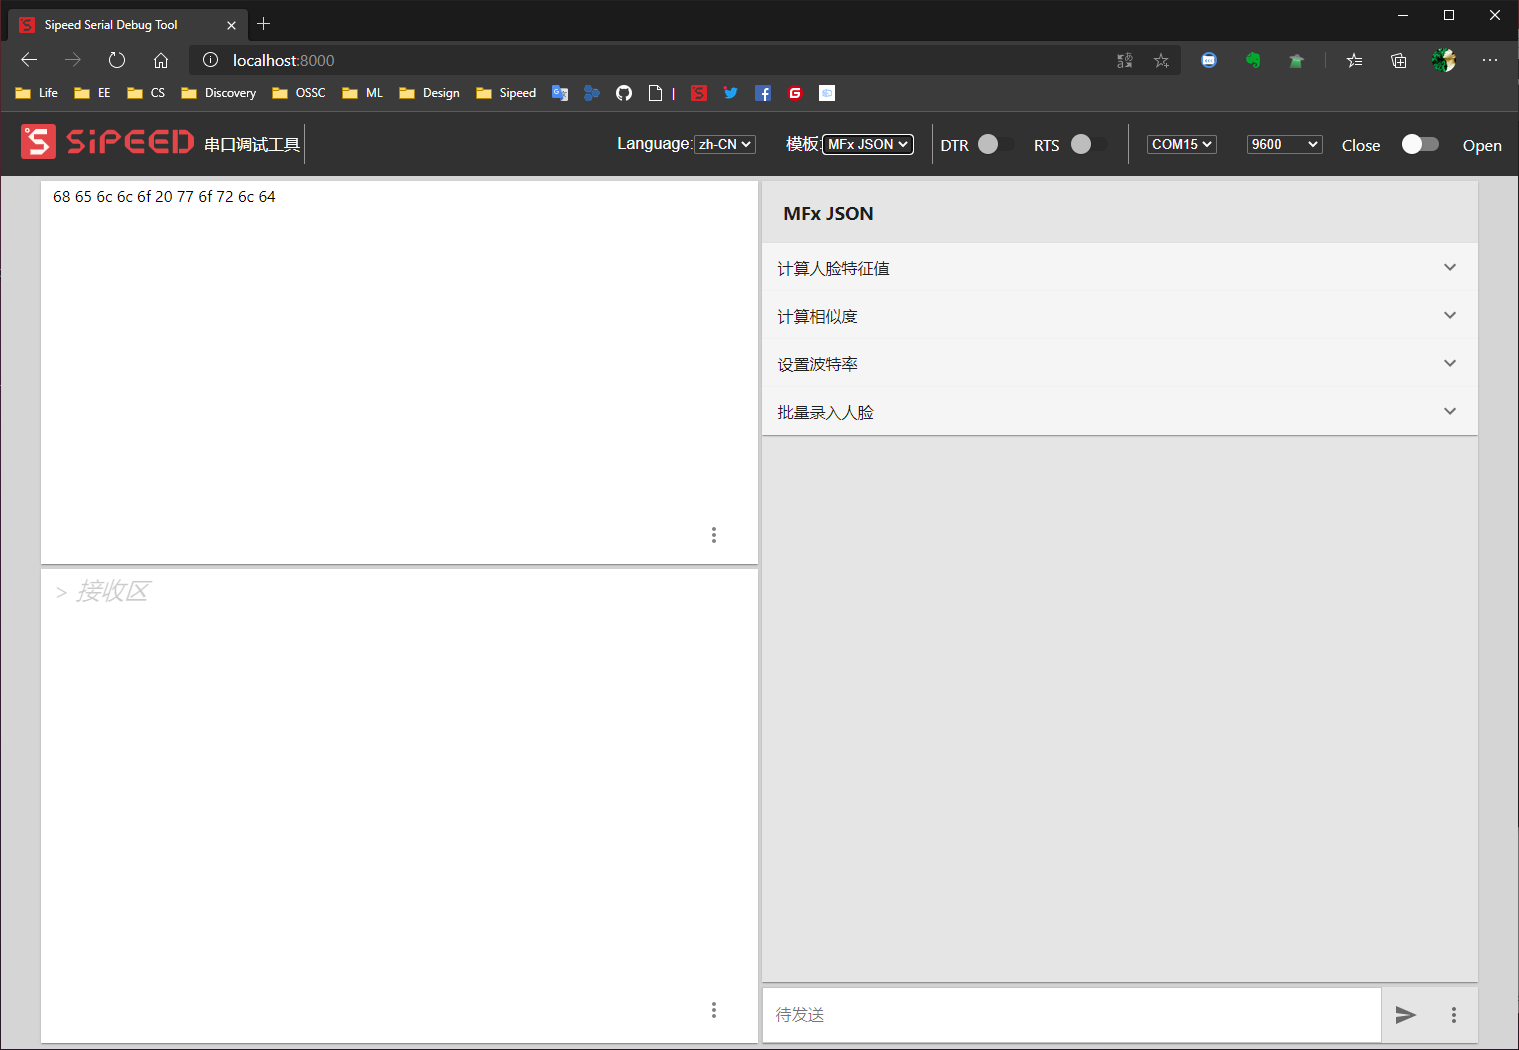 Sipeed Serial Debug Tool
localhost:8000
Life EE CS Discovery OSSC ML Design Sipeed
SiPEED 串口调试工具 Language: zh-CN 模板: MFx JSON DTR RTS COM15 9600 Close Open
68 65 6c 6c 6f 20 77 6f 72 6c 64
> 接收区
MFx JSON
计算人脸特征值
计算相似度
设置波特率
批量录入人脸
待发送